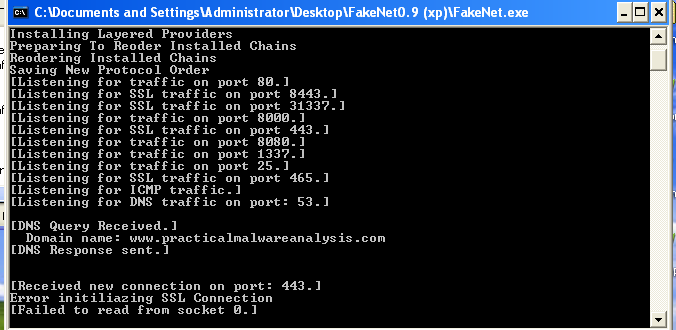 C:\Documents and Settings\Administrator\Desktop\FakeNet0.9 (xp)\FakeNet.exe
Installing Layered Providers
Preparing To Reoder Installed Chains
Reodering Installed Chains
Saving New Protocol Order
[Listening for traffic on port 80.]
[Listening for SSL traffic on port 8443.]
[Listening for SSL traffic on port 31337.]
[Listening for traffic on port 8000.]
[Listening for SSL traffic on port 443.]
[Listening for traffic on port 8080.]
[Listening for traffic on port 1337.]
[Listening for traffic on port 25.]
[Listening for SSL traffic on port 465.]
[Listening for ICMP traffic.]
[Listening for DNS traffic on port: 53.]
[DNS Query Received.]
Domain name: www.practicalmalwareanalysis.com
[DNS Response sent.]
[Received new connection on port: 443.]
Error initiliazing SSL Connection
[Failed to read from socket 0.]